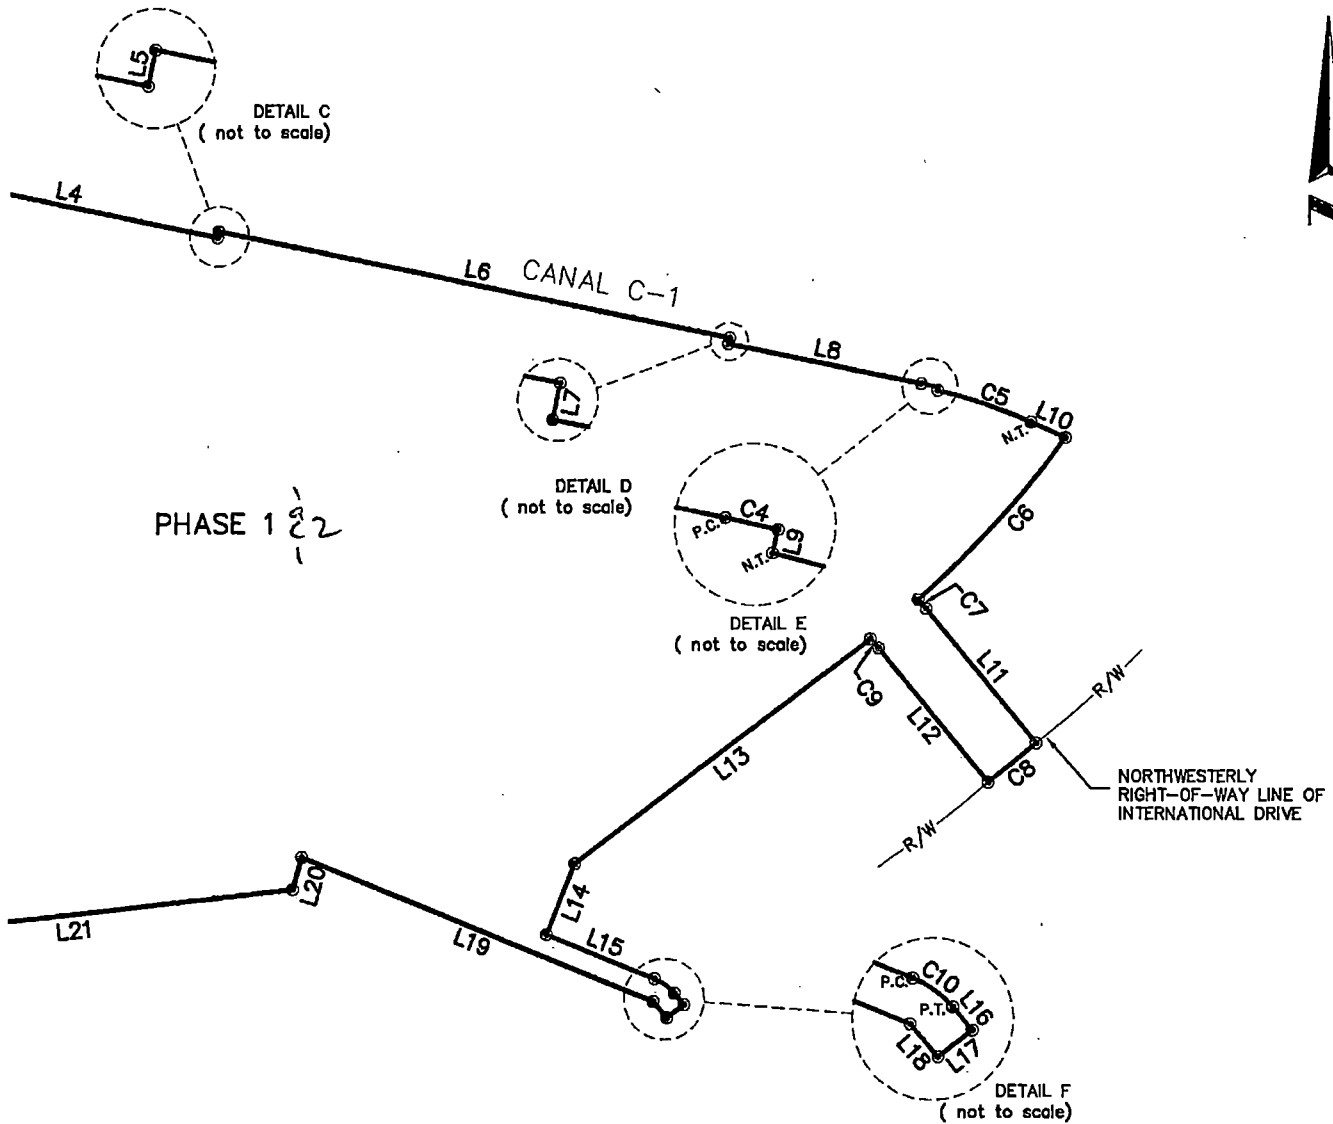 L5
DETAIL C
( not to scale)
L4
L6
CANAL C-1
L8
L7
C5
L10
N.T.
DETAIL D
( not to scale)
C4
P.C.
L9
N.T.
C6
PHASE 1 & 2
DETAIL E
( not to scale)
C7
L11
C9
L12
R/W
L13
C8
NORTHWESTERLY
RIGHT-OF-WAY LINE OF
INTERNATIONAL DRIVE
R/W
L20
L14
L21
L19
L15
C10
P.C.
P.T.
L16
L18
L17
DETAIL F
( not to scale)